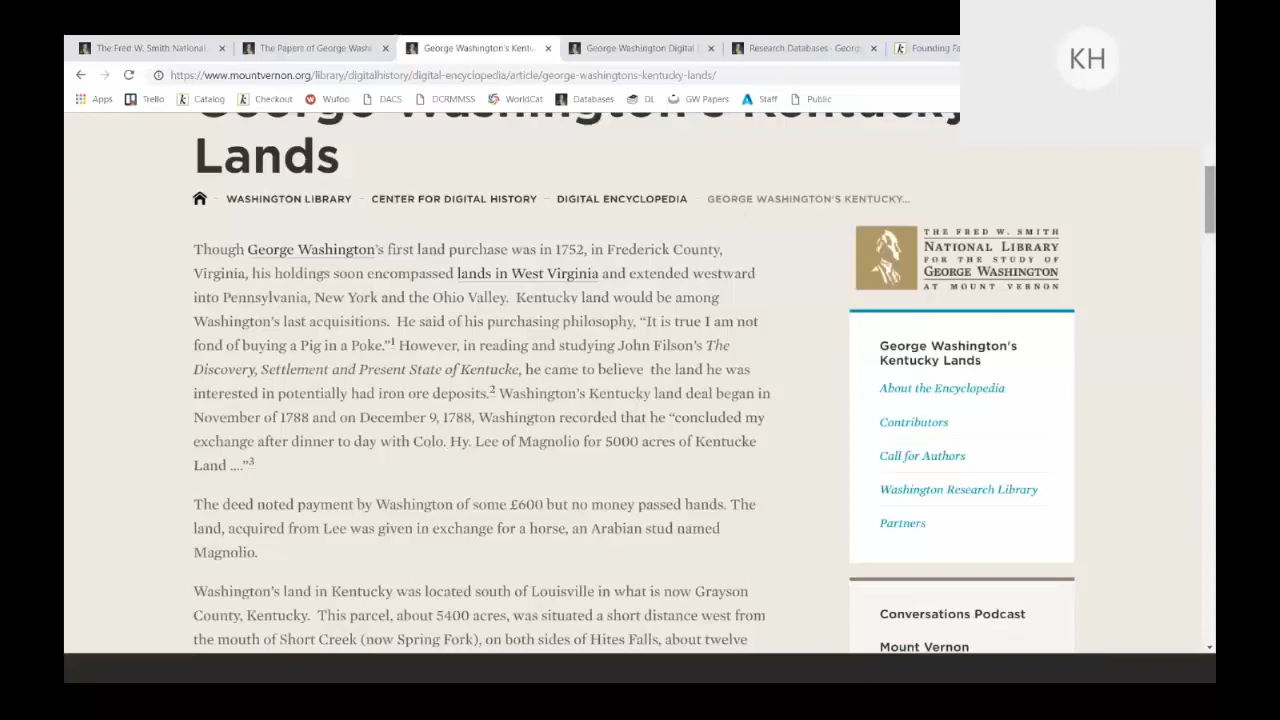 The Fred W. Smith National
The Papers of George Wash
George Washington's Kentu
George Washington Digital
Research Databases - Georg
Founding Fa
KH
https://www.mountvernon.org/library/digitalhistory/digital-encyclopedia/article/george-washingtons-kentucky-lands/
Apps Trello Catalog Checkout Wufoo DACS DCRMMSS WorldCat Databases DL GW Papers Staff Public
George Washington's Kentucky
Lands
WASHINGTON LIBRARY CENTER FOR DIGITAL HISTORY DIGITAL ENCYCLOPEDIA GEORGE WASHINGTON'S KENTUCKY...
Though George Washington's first land purchase was in 1752, in Frederick County,
Virginia, his holdings soon encompassed lands in West Virginia and extended westward
into Pennsylvania, New York and the Ohio Valley. Kentucky land would be among
Washington's last acquisitions. He said of his purchasing philosophy, “It is true I am not
fond of buying a Pig in a Poke.”1 However, in reading and studying John Filson's The
Discovery, Settlement and Present State of Kentucke, he came to believe the land he was
interested in potentially had iron ore deposits.2 Washington's Kentucky land deal began in
November of 1788 and on December 9, 1788, Washington recorded that he “concluded my
exchange after dinner to day with Colo. Hy. Lee of Magnolio for 5000 acres of Kentucke
Land ....”3
The deed noted payment by Washington of some £600 but no money passed hands. The
land, acquired from Lee was given in exchange for a horse, an Arabian stud named
Magnolio.
Washington's land in Kentucky was located south of Louisville in what is now Grayson
County, Kentucky. This parcel, about 5400 acres, was situated a short distance west from
the mouth of Short Creek (now Spring Fork), on both sides of Hites Falls, about twelve
THE FRED W. SMITH
NATIONAL LIBRARY
FOR THE STUDY OF
GEORGE WASHINGTON
AT MOUNT VERNON
George Washington's
Kentucky Lands
About the Encyclopedia
Contributors
Call for Authors
Washington Research Library
Partners
Conversations Podcast
Mount Vernon